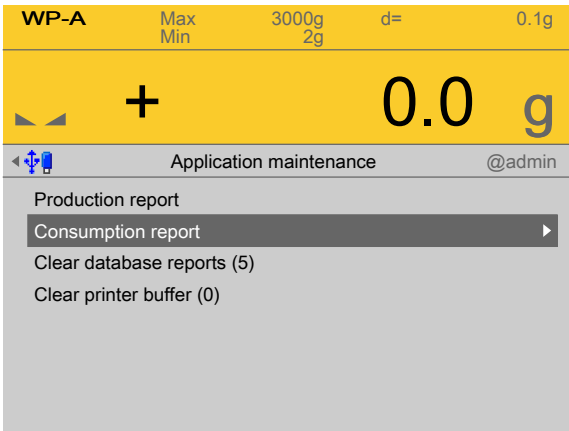 WP-A Max 3000g d= 0.1g
Min 2g
+ 0.0 g
Application maintenance @admin
Production report
Consumption report
Clear database reports (5)
Clear printer buffer (0)